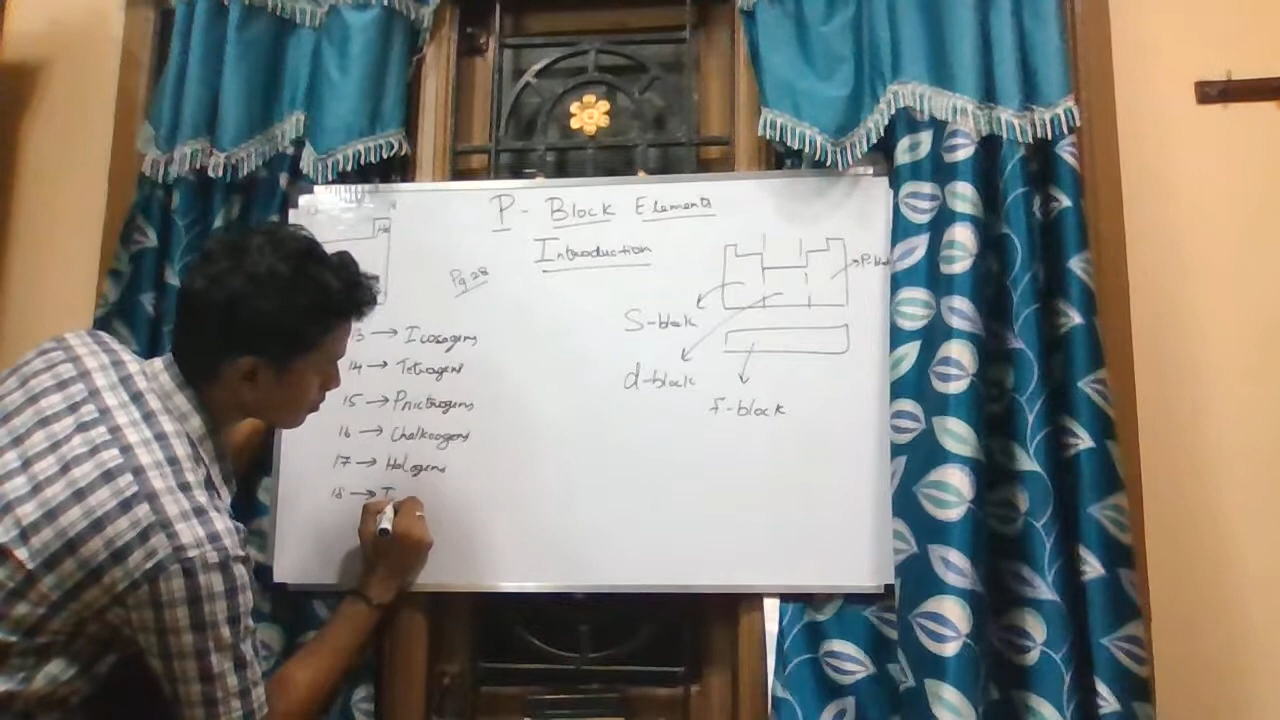 P - Block Elements
Introduction
Pg. 28
He
13 → Icosagens
14 → Tetragens
15 → Pnictogens
16 → Chalkogens
17 → Halogens
18 → I
P-block
S-block
d-block
F-block